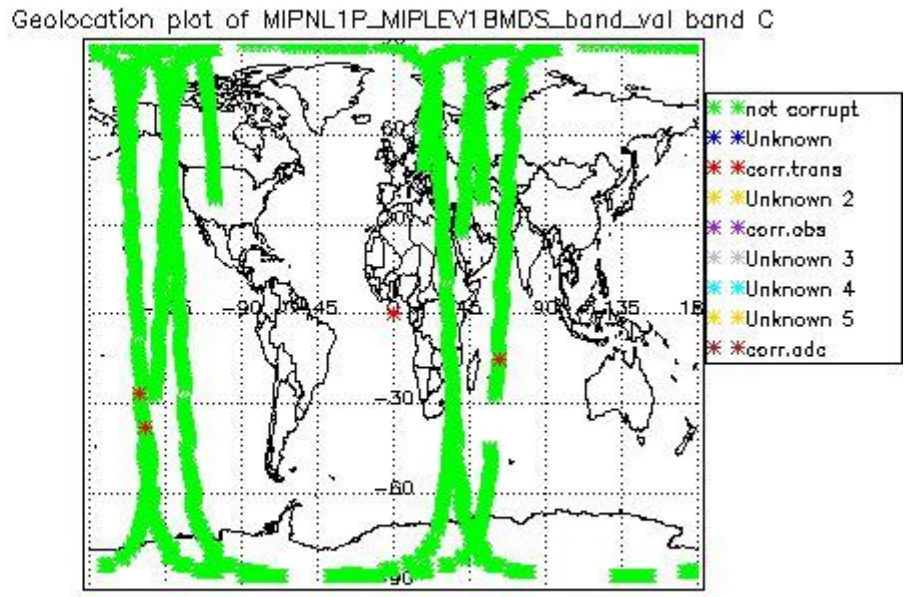 Geolocation plot of MIPNL1P_MIPLEV1BMDS_band_val band C
not corrupt
Unknown
corr.trans
Unknown 2
corr.obs
Unknown 3
Unknown 4
Unknown 5
corr.adc
60
-90
45
90
135
-30
-60
-90